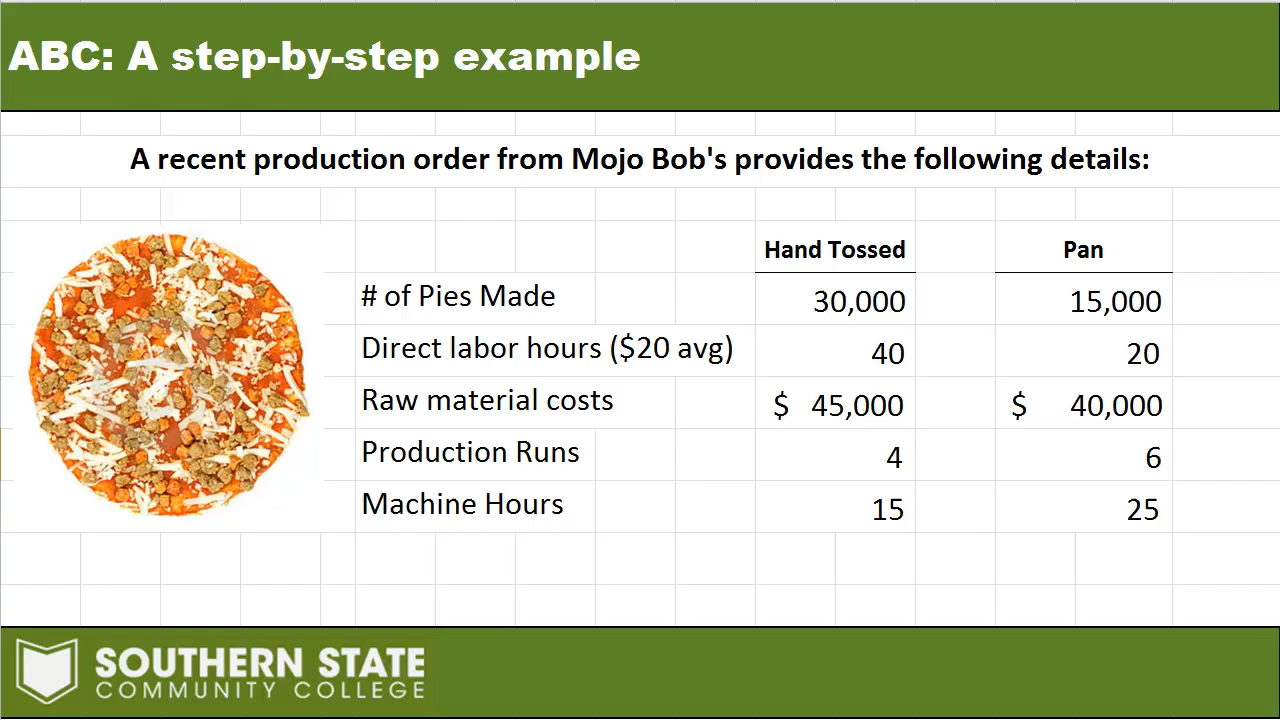 ABC: A step-by-step example
A recent production order from Mojo Bob's provides the following details:
Hand Tossed Pan
# of Pies Made 30,000 15,000
Direct labor hours ($20 avg) 40 20
Raw material costs $ 45,000 $ 40,000
Production Runs 4 6
Machine Hours 15 25
SOUTHERN STATE
COMMUNITY COLLEGE